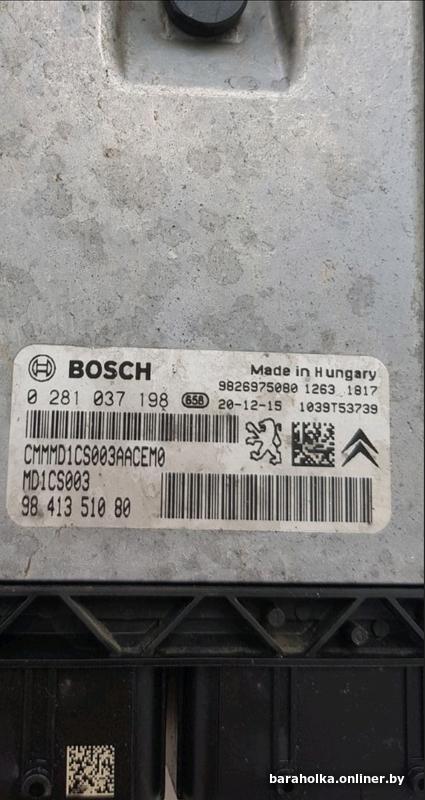 BOSCH
Made in Hungary
9826975080 1263 1817
0 281 037 198 658 20-12-15 1039T53739
CMMMD1CS003AACEM0
MD1CS003
98 413 510 80
baraholka.onliner.by